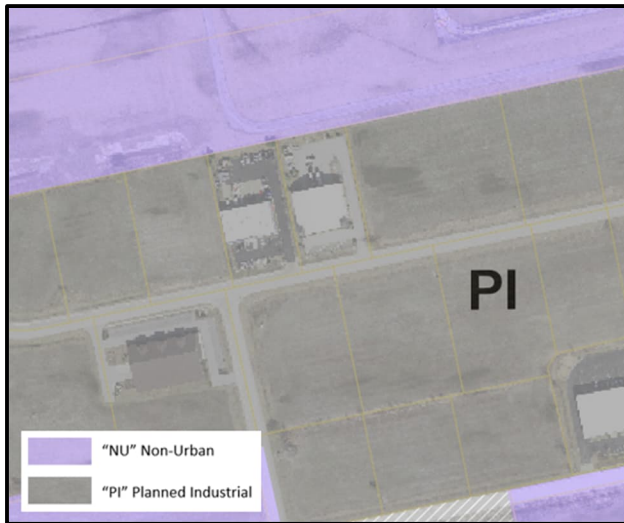 PI
“NU” Non-Urban
“PI” Planned Industrial